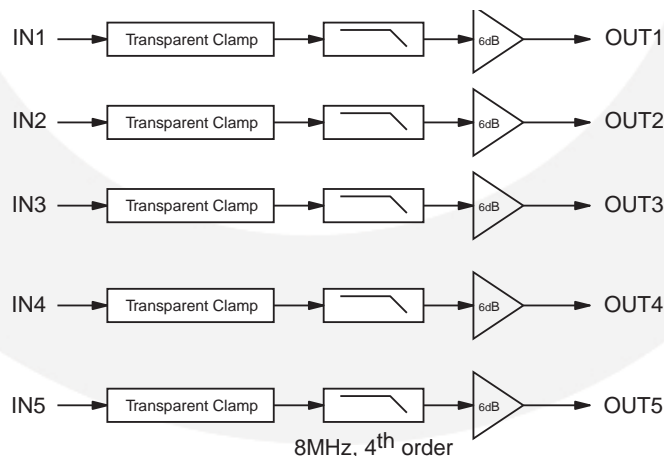 IN1 Transparent Clamp 6dB OUT1
IN2 Transparent Clamp 6dB OUT2
IN3 Transparent Clamp 6dB OUT3
IN4 Transparent Clamp 6dB OUT4
IN5 Transparent Clamp 6dB OUT5
8MHz, 4th order